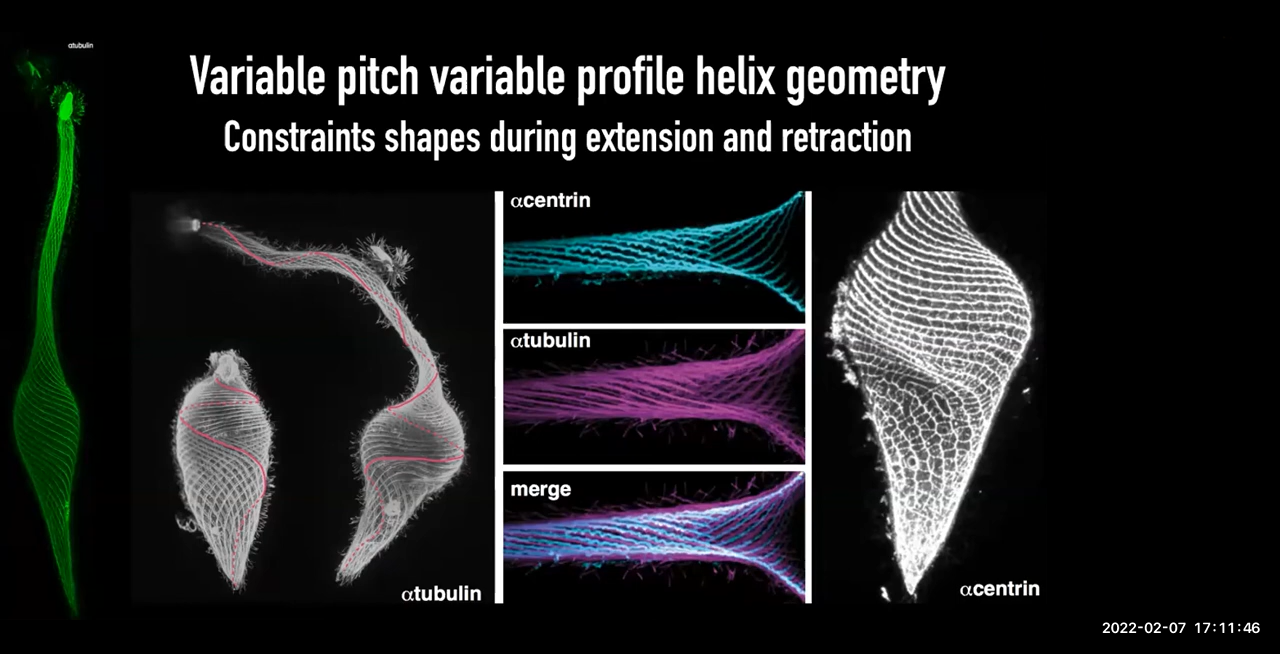 αtubulin
Variable pitch variable profile helix geometry
Constraints shapes during extension and retraction
αcentrin
αtubulin
merge
αtubulin
αcentrin
2022-02-07 17:11:46